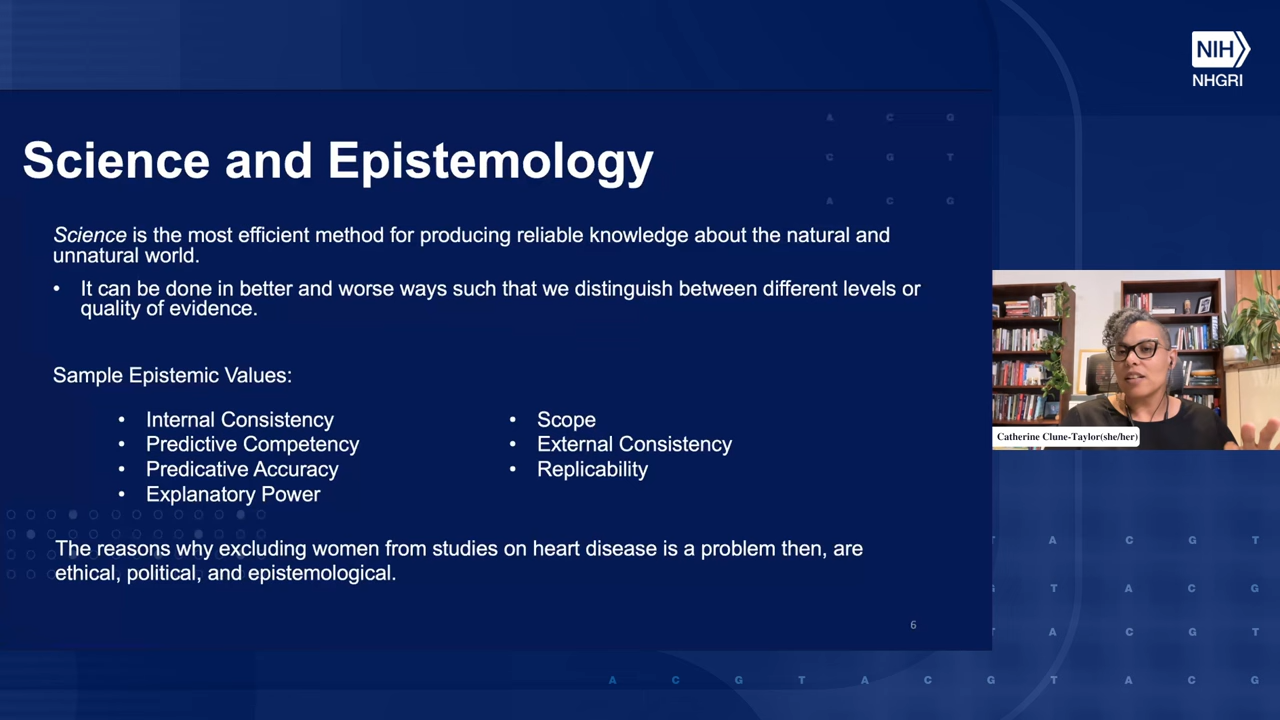 NIH
NHGRI
A C G
Science and Epistemology
C G T
A C G
Science is the most efficient method for producing reliable knowledge about the natural and
unnatural world.
• It can be done in better and worse ways such that we distinguish between different levels or
quality of evidence.
Sample Epistemic Values:
• Internal Consistency
• Predictive Competency
• Predicative Accuracy
• Explanatory Power
• Scope
• External Consistency
• Replicability
The reasons why excluding women from studies on heart disease is a problem then, are
ethical, political, and epistemological.
6
Catherine Clune-Taylor(she/her)
T A C G T
T A C G
T A C G T
A C G T A C G T A C G